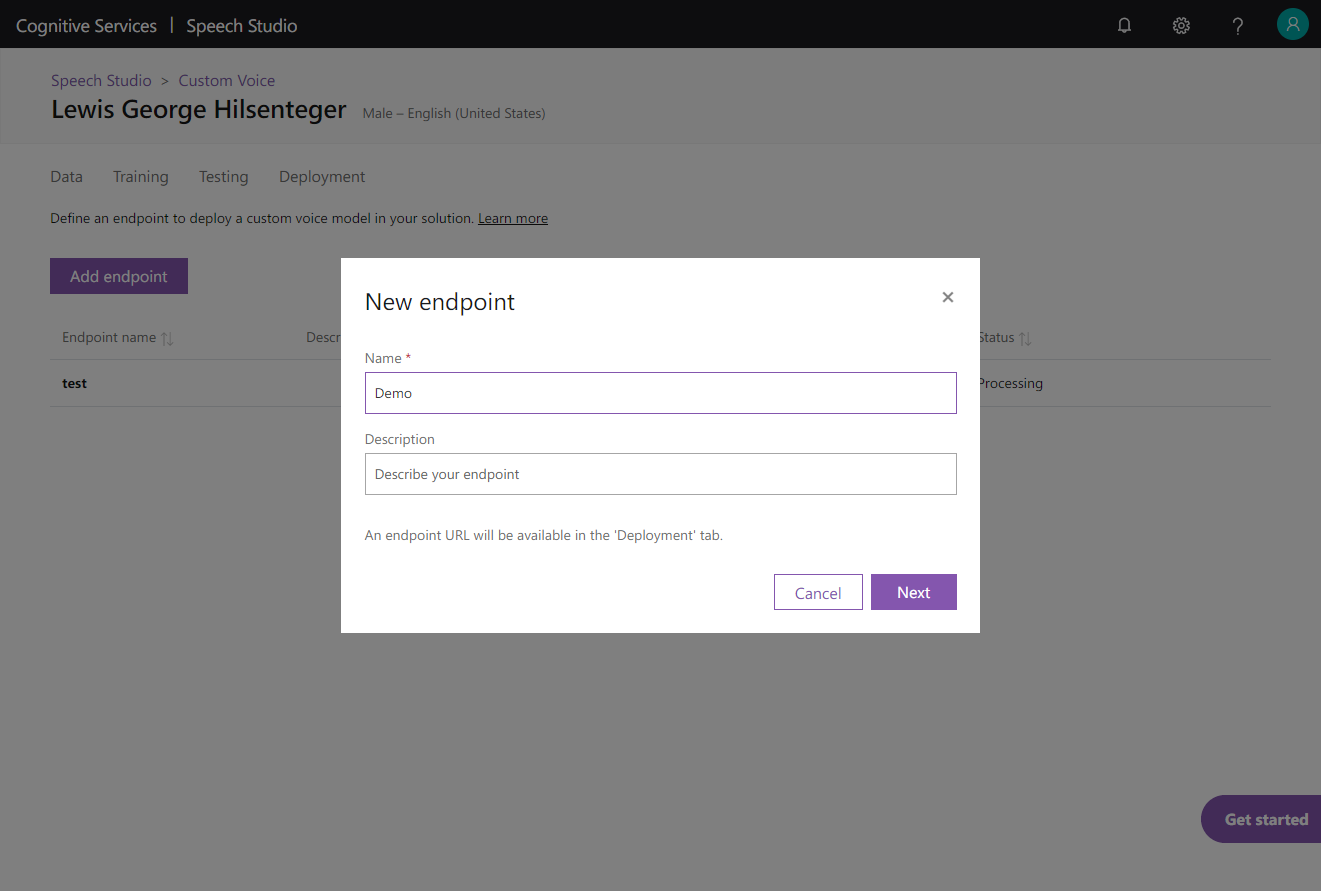 Cognitive Services | Speech Studio
Speech Studio > Custom Voice
Lewis George Hilsenteger Male – English (United States)
Data Training Testing Deployment
Define an endpoint to deploy a custom voice model in your solution. Learn more
Add endpoint
Endpoint name Descr Status
test Processing
New endpoint
Name *
Demo
Description
Describe your endpoint
An endpoint URL will be available in the 'Deployment' tab.
Cancel Next
Get started